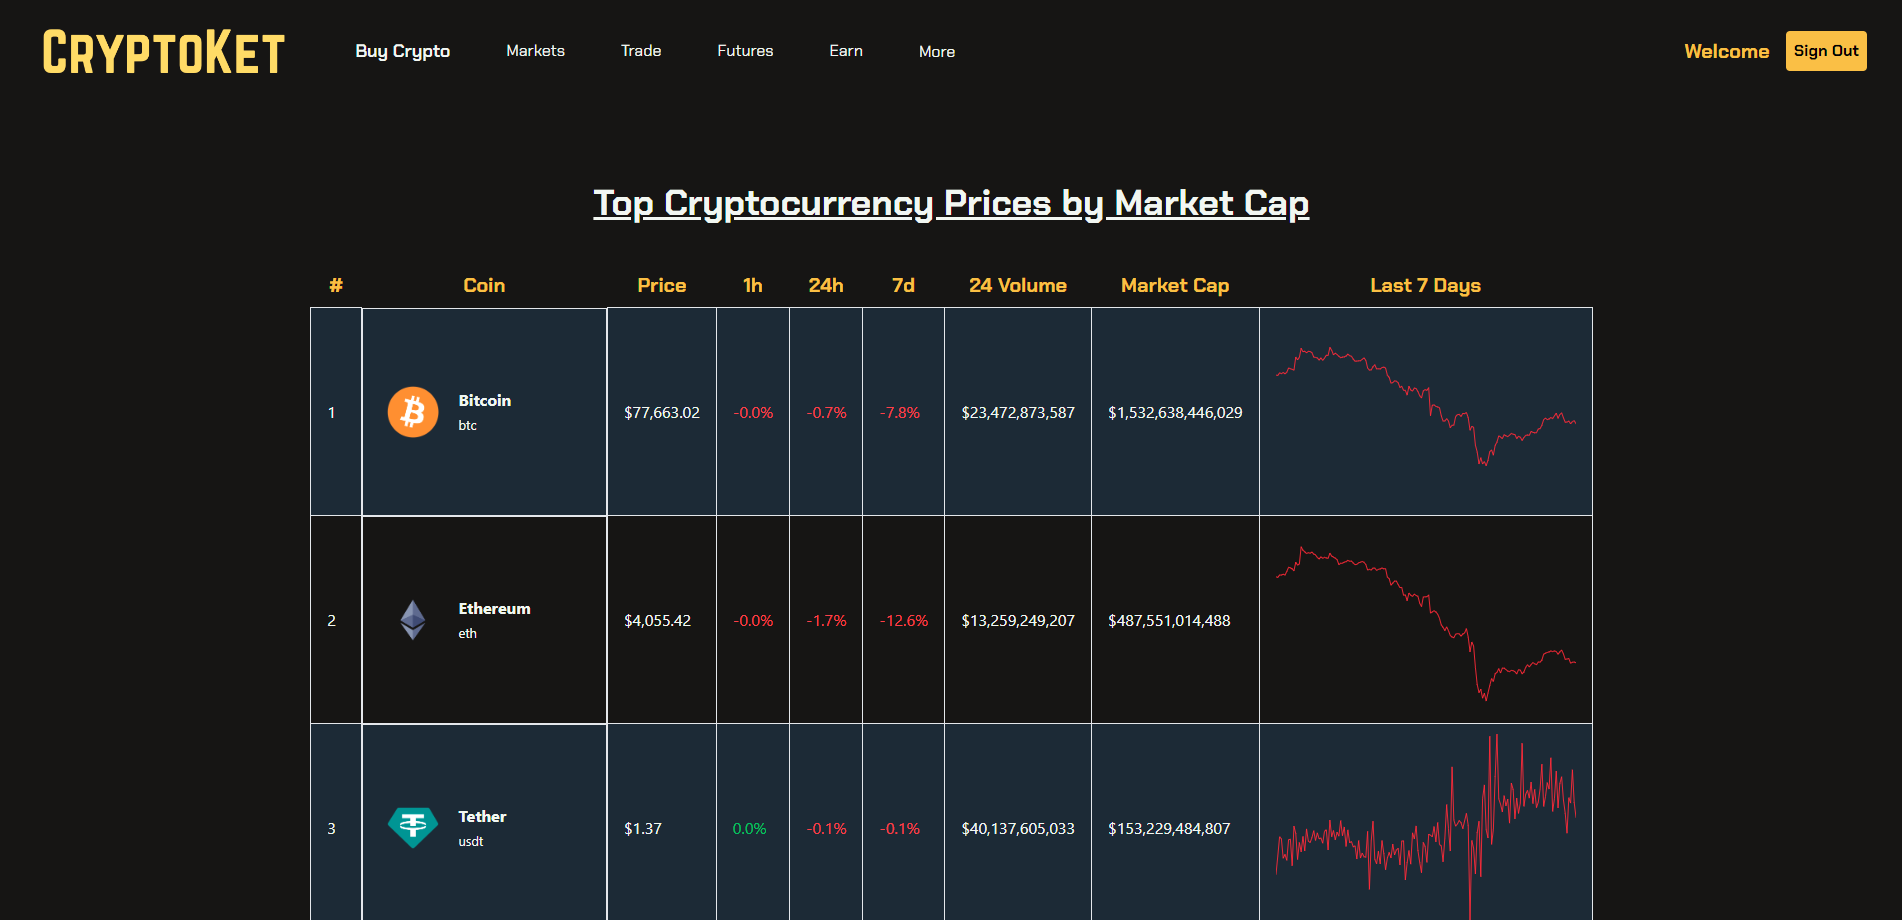 CRYPTOKET Buy Crypto Markets Trade Futures Earn More Welcome Sign Out
Top Cryptocurrency Prices by Market Cap
# Coin Price 1h 24h 7d 24 Volume Market Cap Last 7 Days
1 Bitcoin btc $77,663.02 -0.0% -0.7% -7.8% $23,472,873,587 $1,532,638,446,029
2 Ethereum eth $4,055.42 -0.0% -1.7% -12.6% $13,259,249,207 $487,551,014,488
3 Tether usdt $1.37 0.0% -0.1% -0.1% $40,137,605,033 $153,229,484,807